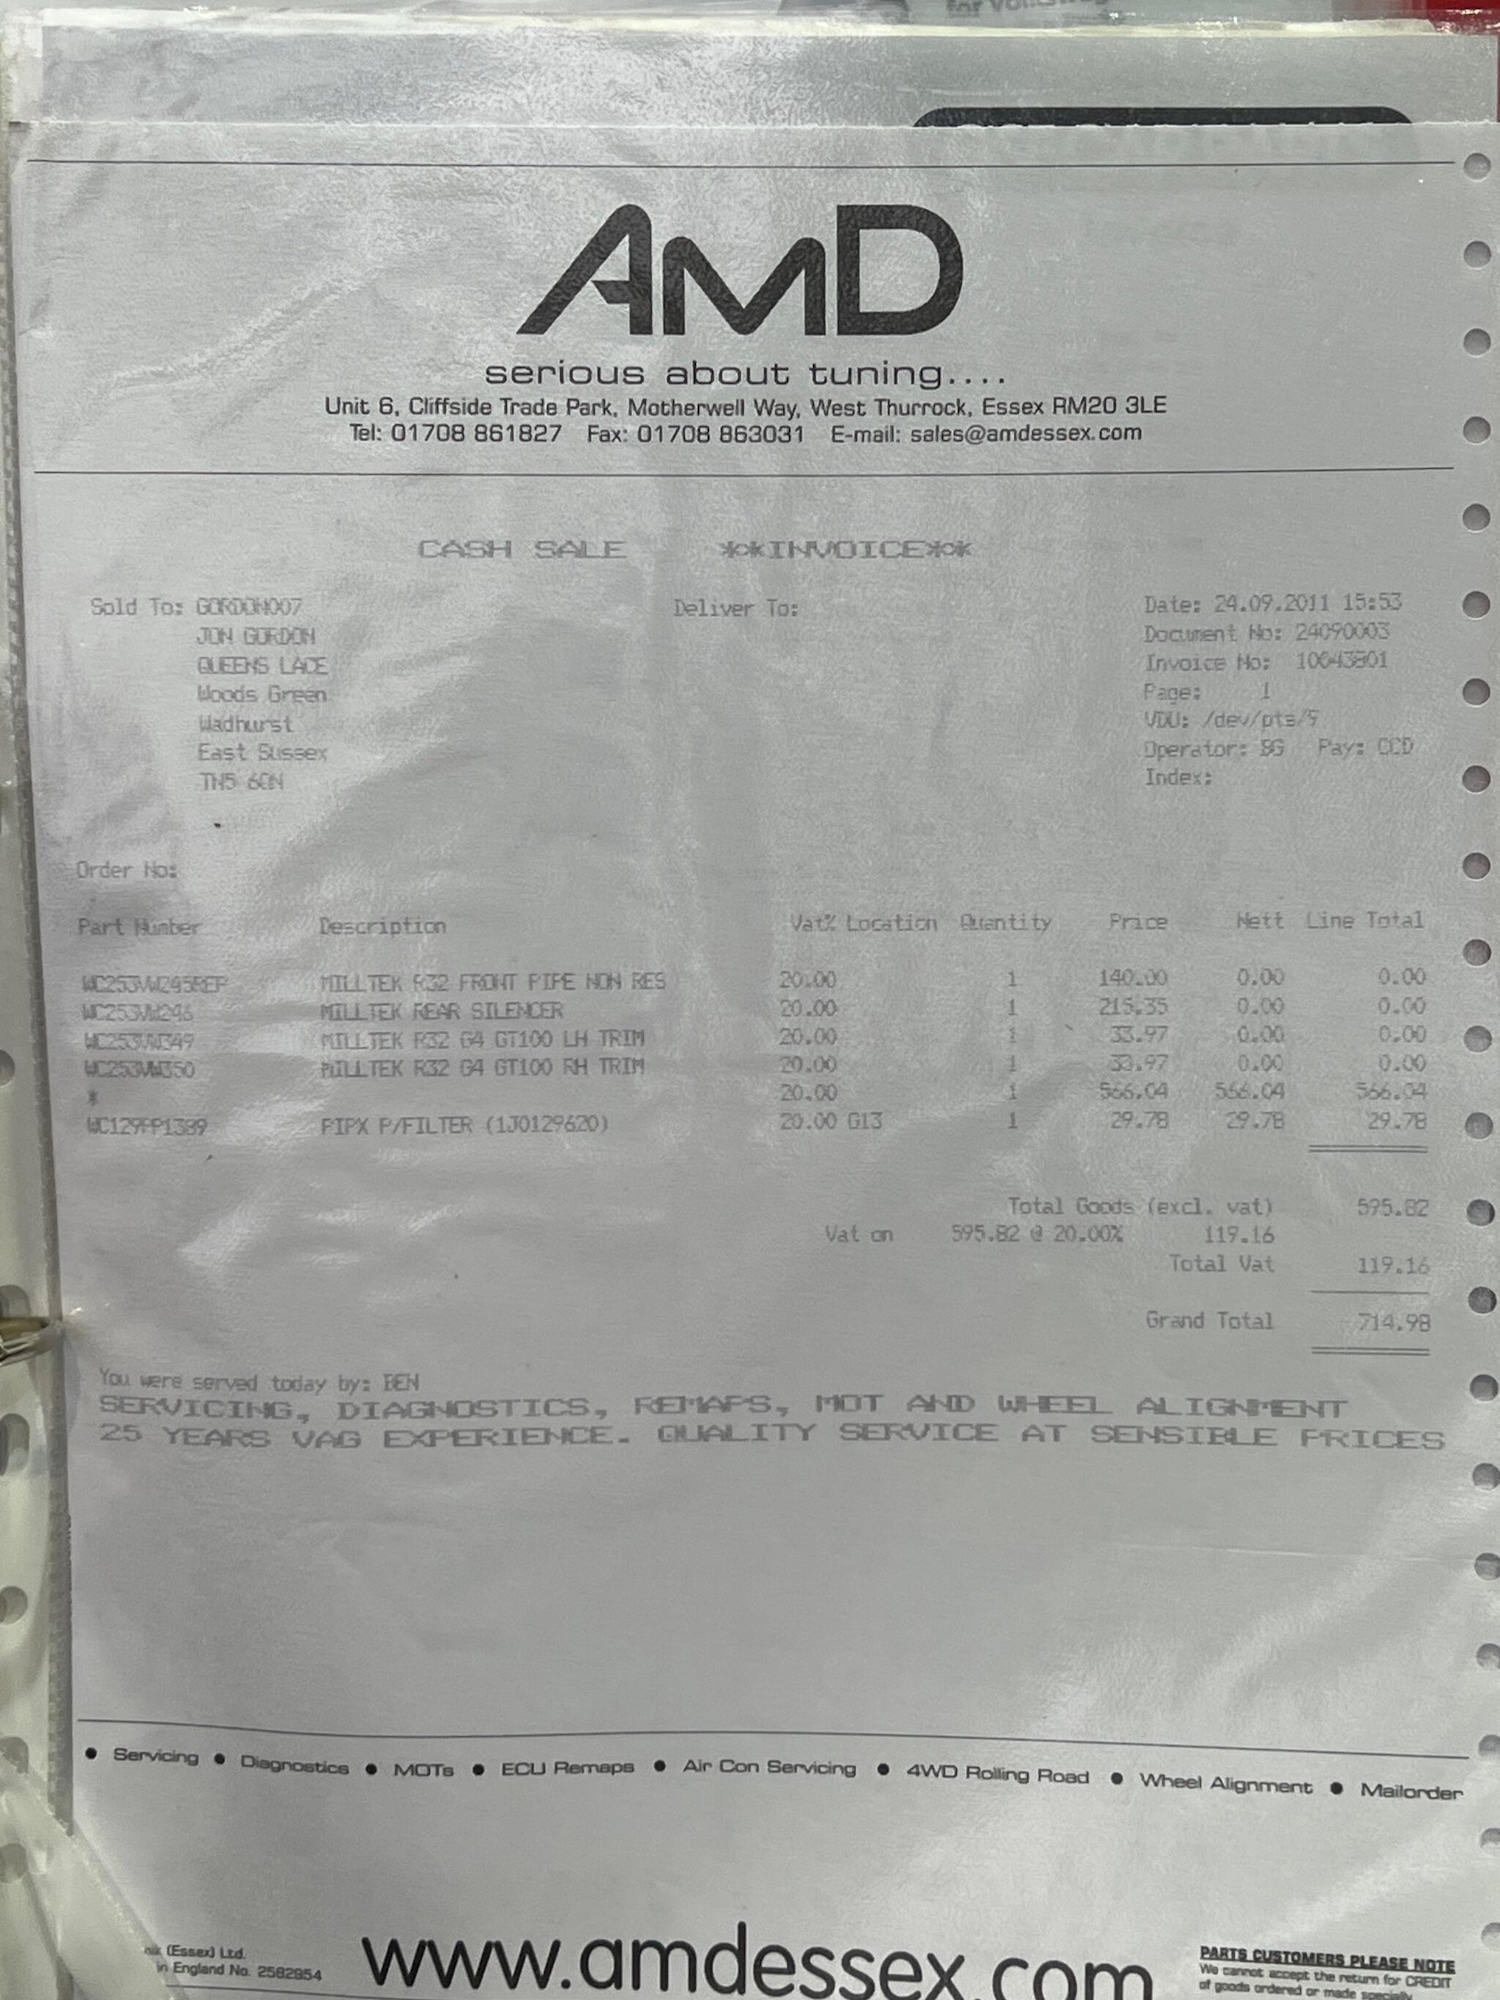 AMD
serious about tuning....
Unit 6, Cliffside Trade Park, Motherwell Way, West Thurrock, Essex RM20 3LE
Tel: 01708 861827 Fax: 01708 863031 E-mail: sales@amdessex.com
CASH SALE **INVOICE**
Sold To: GORDON007 Deliver To: Date: 24.09.2011 15:53
JON GORDON Document No: 24090003
QUEENS LACE Invoice No: 10043801
Woods Green Page: 1
Wadhurst VDU: /dev/pts/9
East Sussex Operator: BG Pay: CCD
TN5 6QN Index:
Order No:
Part Number Description Vat% Location Quantity Price Nett Line Total
WC253VW245REP MILLTEK R32 FRONT PIPE NON RES 20.00 1 140.00 0.00 0.00
WC253VW246 MILLTEK REAR SILENCER 20.00 1 215.35 0.00 0.00
WC253VW349 MILLTEK R32 G4 GT100 LH TRIM 20.00 1 33.97 0.00 0.00
WC253VW350 MILLTEK R32 G4 GT100 RH TRIM 20.00 1 33.97 0.00 0.00
* 20.00 1 566.04 566.04 566.04
WC129PP1389 PIPX P/FILTER (1J0129620) 20.00 G13 1 29.78 29.78 29.78
Total Goods (excl. vat) 595.82
Vat on 595.82 @ 20.00% 119.16
Total Vat 119.16
Grand Total 714.98
You were served today by: BEN
SERVICING, DIAGNOSTICS, REMAPS, MOT AND WHEEL ALIGNMENT
25 YEARS VAG EXPERIENCE. QUALITY SERVICE AT SENSIBLE PRICES
• Servicing • Diagnostics • MOTs • ECU Remaps • Air Con Servicing • 4WD Rolling Road • Wheel Alignment • Mailorder
(Essex) Ltd.
in England No. 2582954
www.amdessex.com
PARTS CUSTOMERS PLEASE NOTE
We cannot accept the return for CREDIT
of goods ordered or made specially